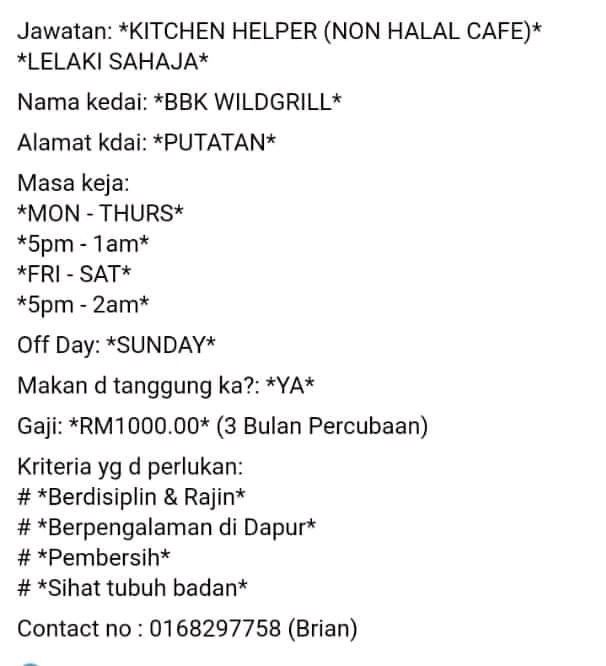 Jawatan: *KITCHEN HELPER (NON HALAL CAFE)*
*LELAKI SAHAJA*
Nama kedai: *BBK WILDGRILL*
Alamat kdai: *PUTATAN*
Masa keja:
*MON - THURS*
*5pm - 1am*
*FRI - SAT*
*5pm - 2am*
Off Day: *SUNDAY*
Makan d tanggung ka?: *YA*
Gaji: *RM1000.00* (3 Bulan Percubaan)
Kriteria yg d perlukan:
# *Berdisiplin & Rajin*
# *Berpengalaman di Dapur*
# *Pembersih*
# *Sihat tubuh badan*
Contact no : 0168297758 (Brian)